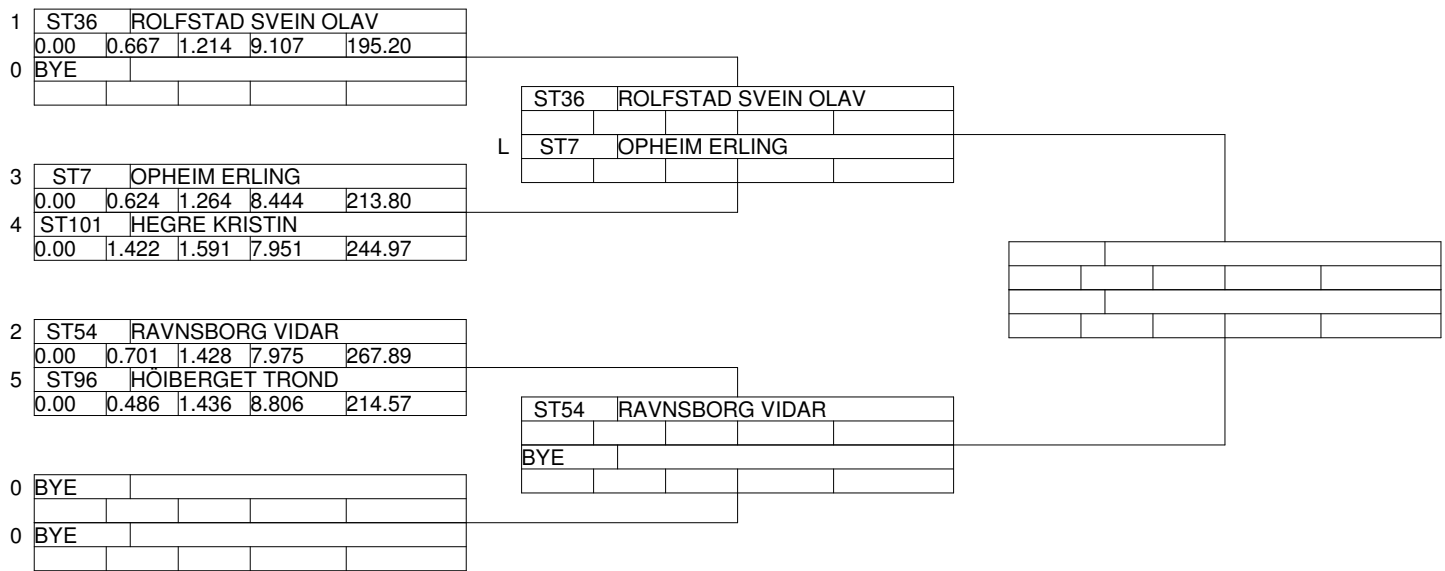 1 ST36 ROLFSTAD SVEIN OLAV
0.00 0.667 1.214 9.107 195.20
0 BYE
ST36 ROLFSTAD SVEIN OLAV
L ST7 OPHEIM ERLING
3 ST7 OPHEIM ERLING
0.00 0.624 1.264 8.444 213.80
4 ST101 HEGRE KRISTIN
0.00 1.422 1.591 7.951 244.97
2 ST54 RAVNSBORG VIDAR
0.00 0.701 1.428 7.975 267.89
5 ST96 HÖIBERGET TROND
0.00 0.486 1.436 8.806 214.57
ST54 RAVNSBORG VIDAR
BYE
0 BYE
0 BYE